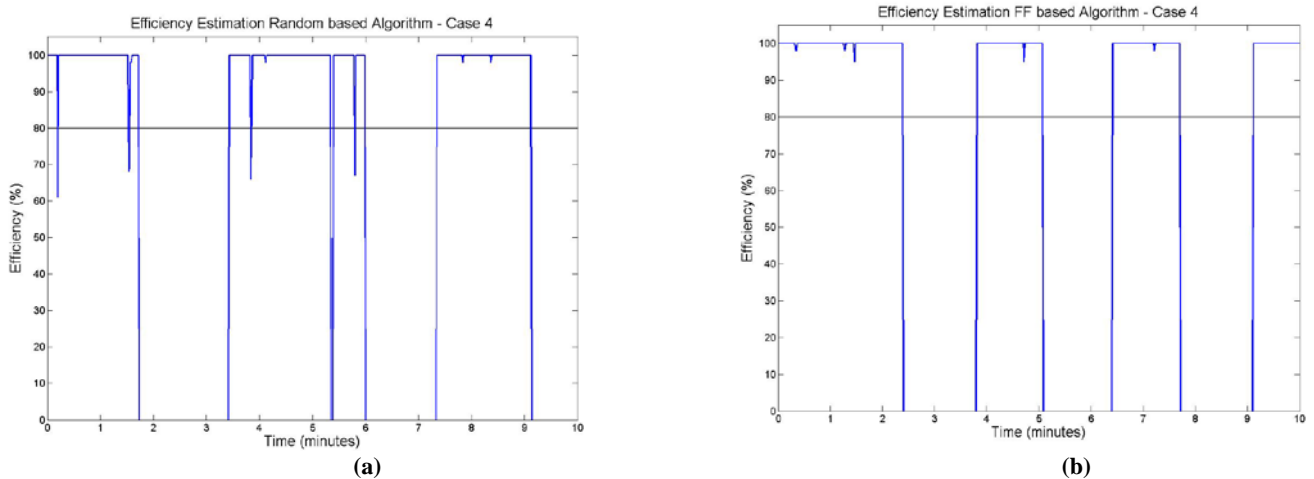 Efficiency Estimation Random based Algorithm - Case 4
Efficiency (%)
100
90
80
70
60
50
40
30
20
10
0
0 1 2 3 4 5 6 7 8 9 10
Time (minutes)
(a)
Efficiency Estimation FF based Algorithm - Case 4
Efficiency (%)
100
90
80
70
60
50
40
30
20
10
0
0 1 2 3 4 5 6 7 8 9 10
Time (minutes)
(b)